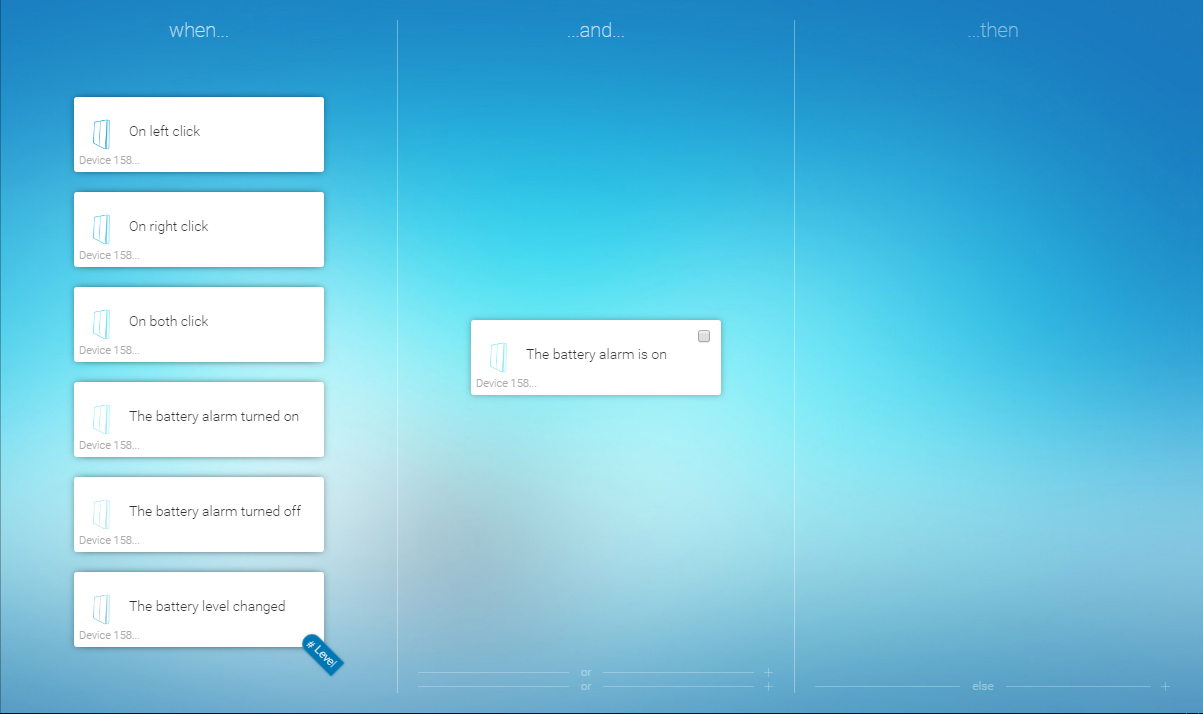 when...
On left click
Device 158...
On right click
Device 158...
On both click
Device 158...
The battery alarm turned on
Device 158...
The battery alarm turned off
Device 158...
The battery level changed
Device 158...
# Level
...and...
The battery alarm is on
Device 158...
or +
or +
...then
else +